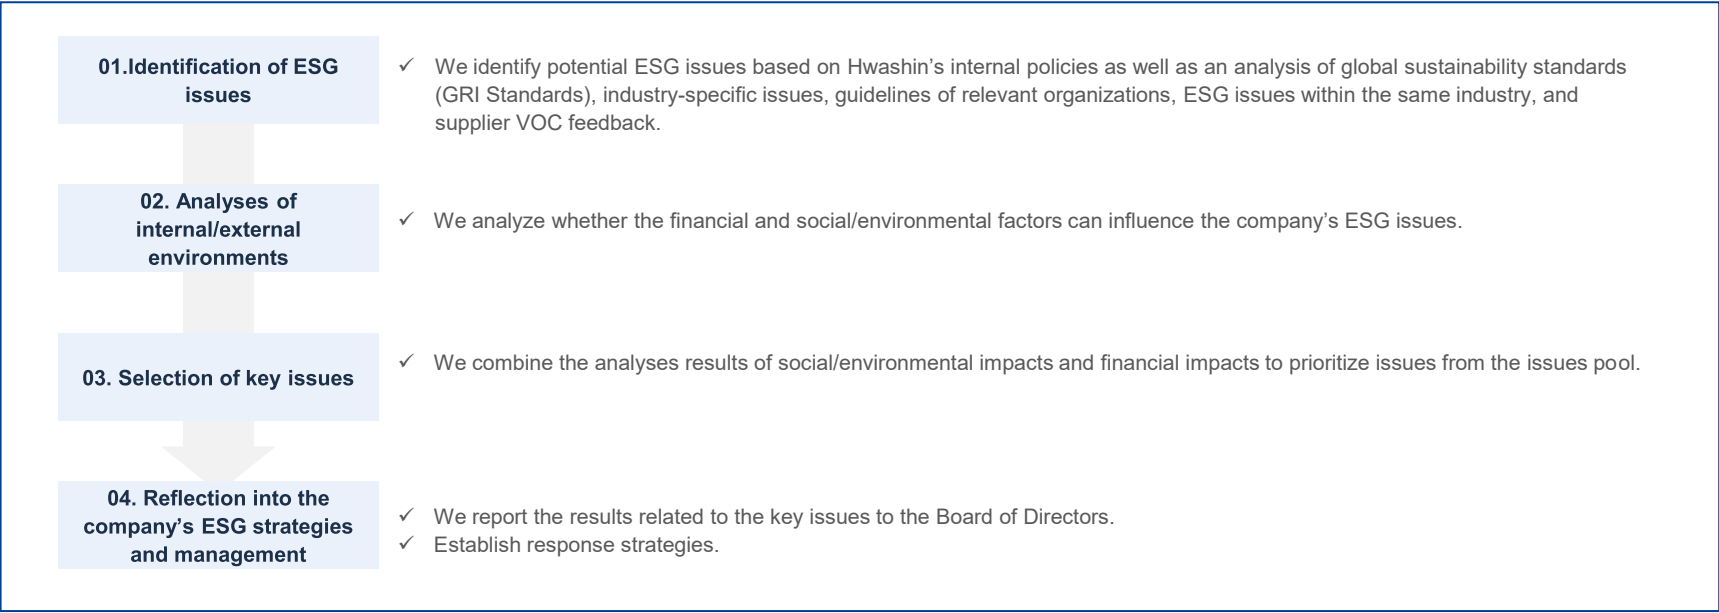 01.Identification of ESG
issues
✓ We identify potential ESG issues based on Hwashin’s internal policies as well as an analysis of global sustainability standards
(GRI Standards), industry-specific issues, guidelines of relevant organizations, ESG issues within the same industry, and
supplier VOC feedback.
02. Analyses of
internal/external
environments
✓ We analyze whether the financial and social/environmental factors can influence the company’s ESG issues.
03. Selection of key issues
✓ We combine the analyses results of social/environmental impacts and financial impacts to prioritize issues from the issues pool.
04. Reflection into the
company’s ESG strategies
and management
✓ We report the results related to the key issues to the Board of Directors.
✓ Establish response strategies.